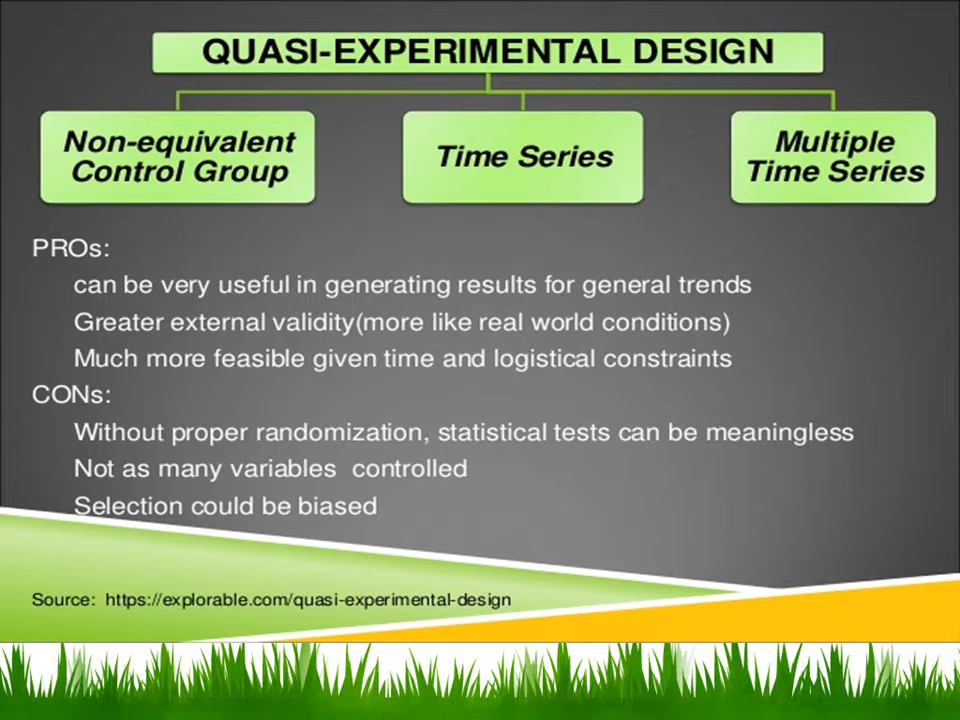 QUASI-EXPERIMENTAL DESIGN
Non-equivalent
Control Group
Time Series
Multiple
Time Series
PROs:
can be very useful in generating results for general trends
Greater external validity(more like real world conditions)
Much more feasible given time and logistical constraints
CONs:
Without proper randomization, statistical tests can be meaningless
Not as many variables  controlled
Selection could be biased
Source:  https://explorable.com/quasi-experimental-design